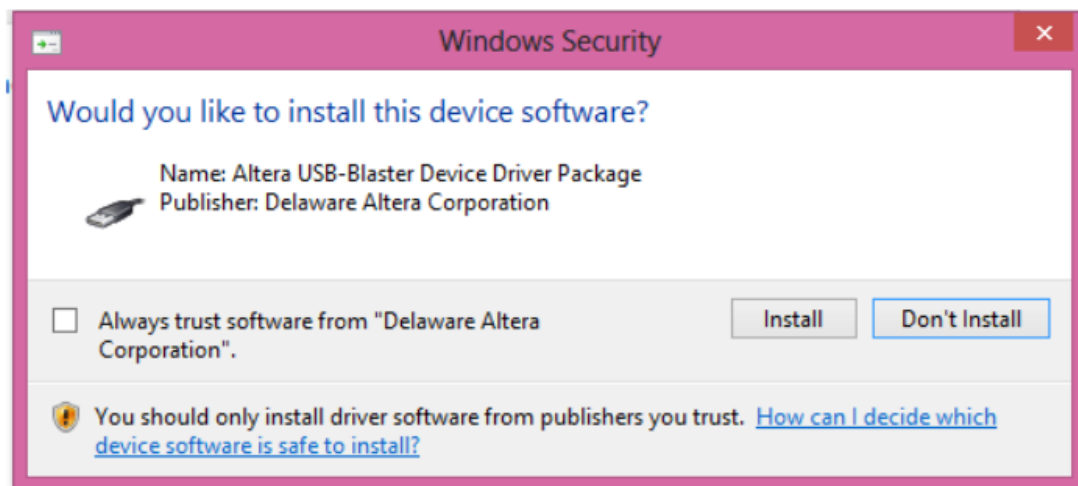 Windows Security
Would you like to install this device software?
Name: Altera USB-Blaster Device Driver Package
Publisher: Delaware Altera Corporation
Always trust software from "Delaware Altera
Corporation".
Install
Don't Install
You should only install driver software from publishers you trust. How can I decide which
device software is safe to install?